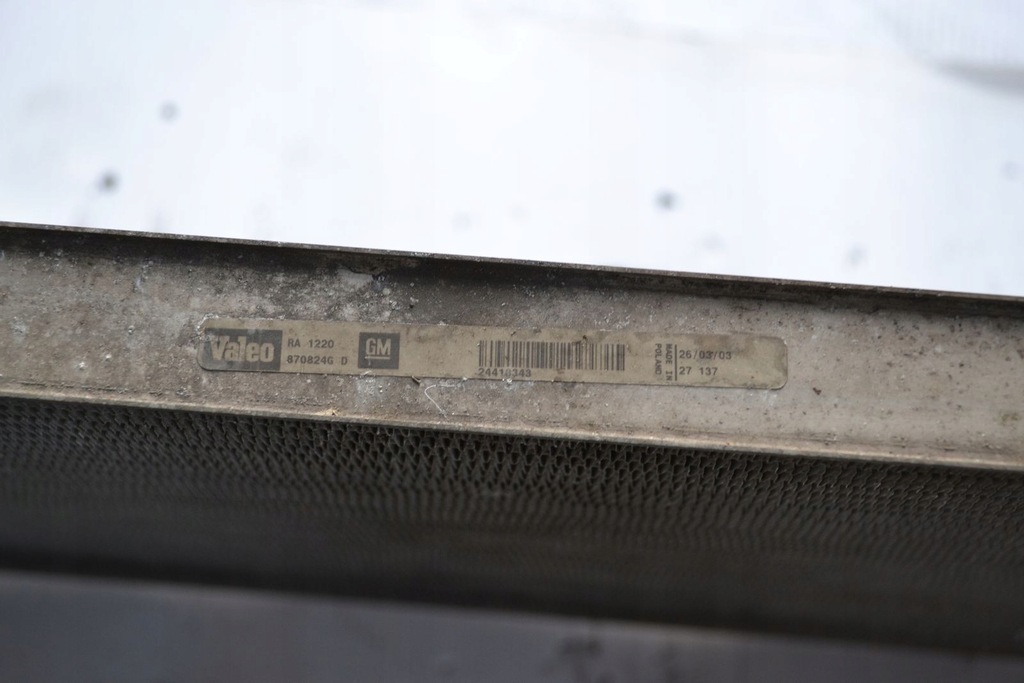 Valeo
RA 1220
870824G D
GM
24418343
MADE IN
POLAND
26/03/03
27 137